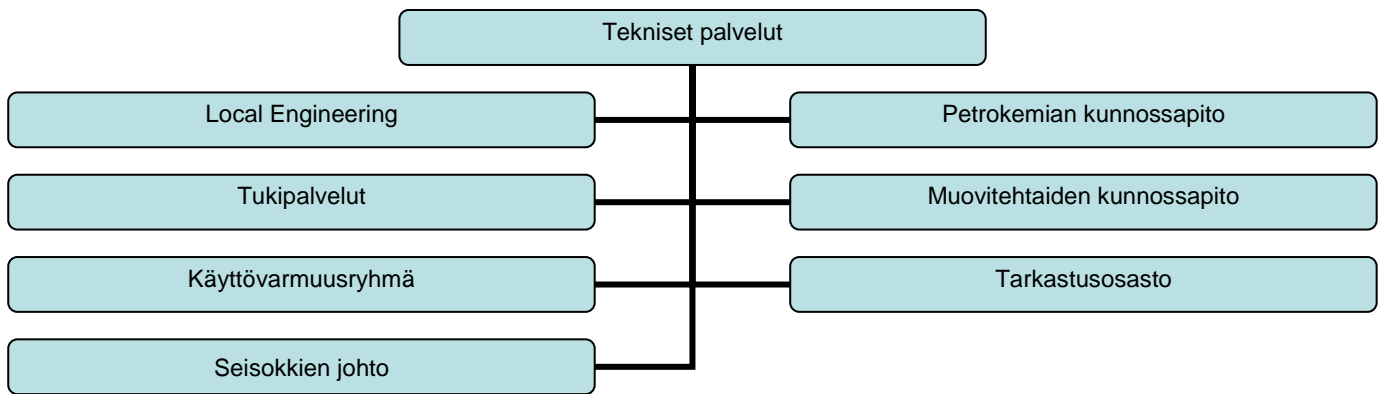 Tekniset palvelut
Local Engineering
Petrokemian kunnossapito
Tukipalvelut
Muovitehtaiden kunnossapito
Käyttövarmuusryhmä
Tarkastusosasto
Seisokkien johto